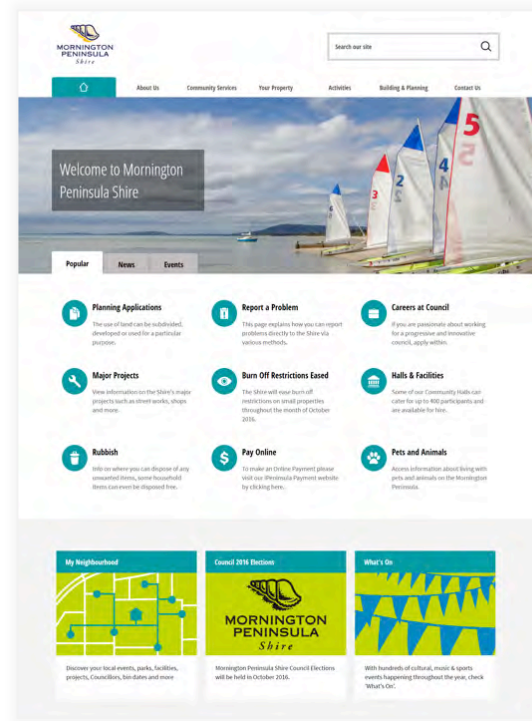 MORNINGTON
PENINSULA
Shire
Search our site
About Us Community Services Your Property Activities Building & Planning Contact Us
Welcome to Mornington
Peninsula Shire
5
4
3
2
Popular News Events
Planning Applications
The use of land can be subdivided,
developed or used for a particular
purpose.
Report a Problem
This page explains how you can report
problems directly to the Shire via
various methods.
Careers at Council
If you are passionate about working
for a progressive and innovative
council, apply within.
Major Projects
View information on the Shire's major
projects such as street works, shops
and more.
Burn Off Restrictions Eased
The Shire will ease burn off
restrictions on small properties
throughout the month of October
2016.
Halls & Facilities
Some of our Community Halls can
cater for up to 400 participants and
are available for hire.
Rubbish
Info on where you can dispose of any
unwanted items, some household
items can even be disposed free.
Pay Online
To make an Online Payment please
visit our iPeninsula Payment website
by clicking here.
Pets and Animals
Access information about living with
pets and animals on the Mornington
Peninsula.
My Neighbourhood
Discover your local events, parks, facilities,
projects, Councillors, bin dates and more
Council 2016 Elections
MORNINGTON
PENINSULA
Shire
Mornington Peninsula Shire Council Elections
will be held in October 2016.
What's On
With hundreds of cultural, music & sports
events happening throughout the year, check
'What's On'.